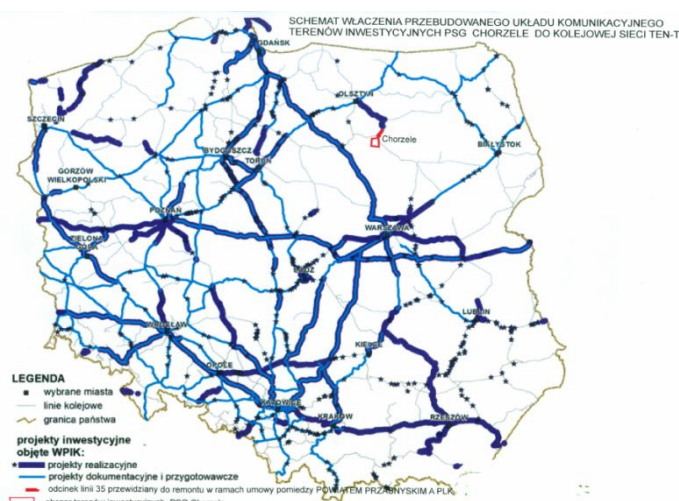 SCHEMAT WŁACZENIA PRZEBUDOWANEGO UKŁADU KOMUNIKACYJNEGO
TERENÓW INWESTYCYJNYCH PSG CHORZELE DO KOLEJOWEJ SIECI TEN-T
GDAŃSK
OLSZTYN
SZCZECIN
Chorzele
BIAŁYSTOK
BYDGOSZCZ
TORUŃ
GORZÓW
WIELKOPOLSKI
POZNAŃ
WARSZAWA
ZIELONA
GÓRA
ŁÓDŹ
LUBLIN
WROCŁAW
KIELCE
OPOLE
KATOWICE
KRAKÓW
RZESZÓW
LEGENDA
wybrane miasta
linie kolejowe
granica państwa
projekty inwestycyjne
objęte WPIK:
projekty realizacyjne
projekty dokumentacyjne i przygotowawcze
odcinek linii 35 przewidziany do remontu w ramach umowy pomiędzy POWIATEM PRZASNYSKIM A PLK